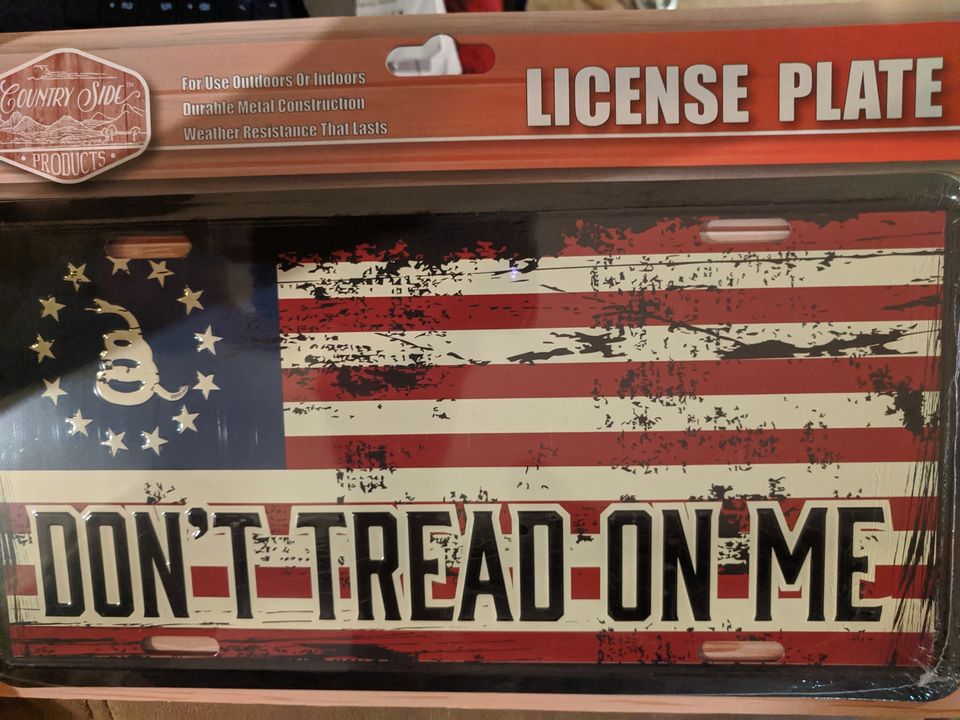 COUNTRY SIDE™
• PRODUCTS •
For Use Outdoors Or Indoors
Durable Metal Construction
Weather Resistance That Lasts
LICENSE PLATE
DON'T TREAD ON ME